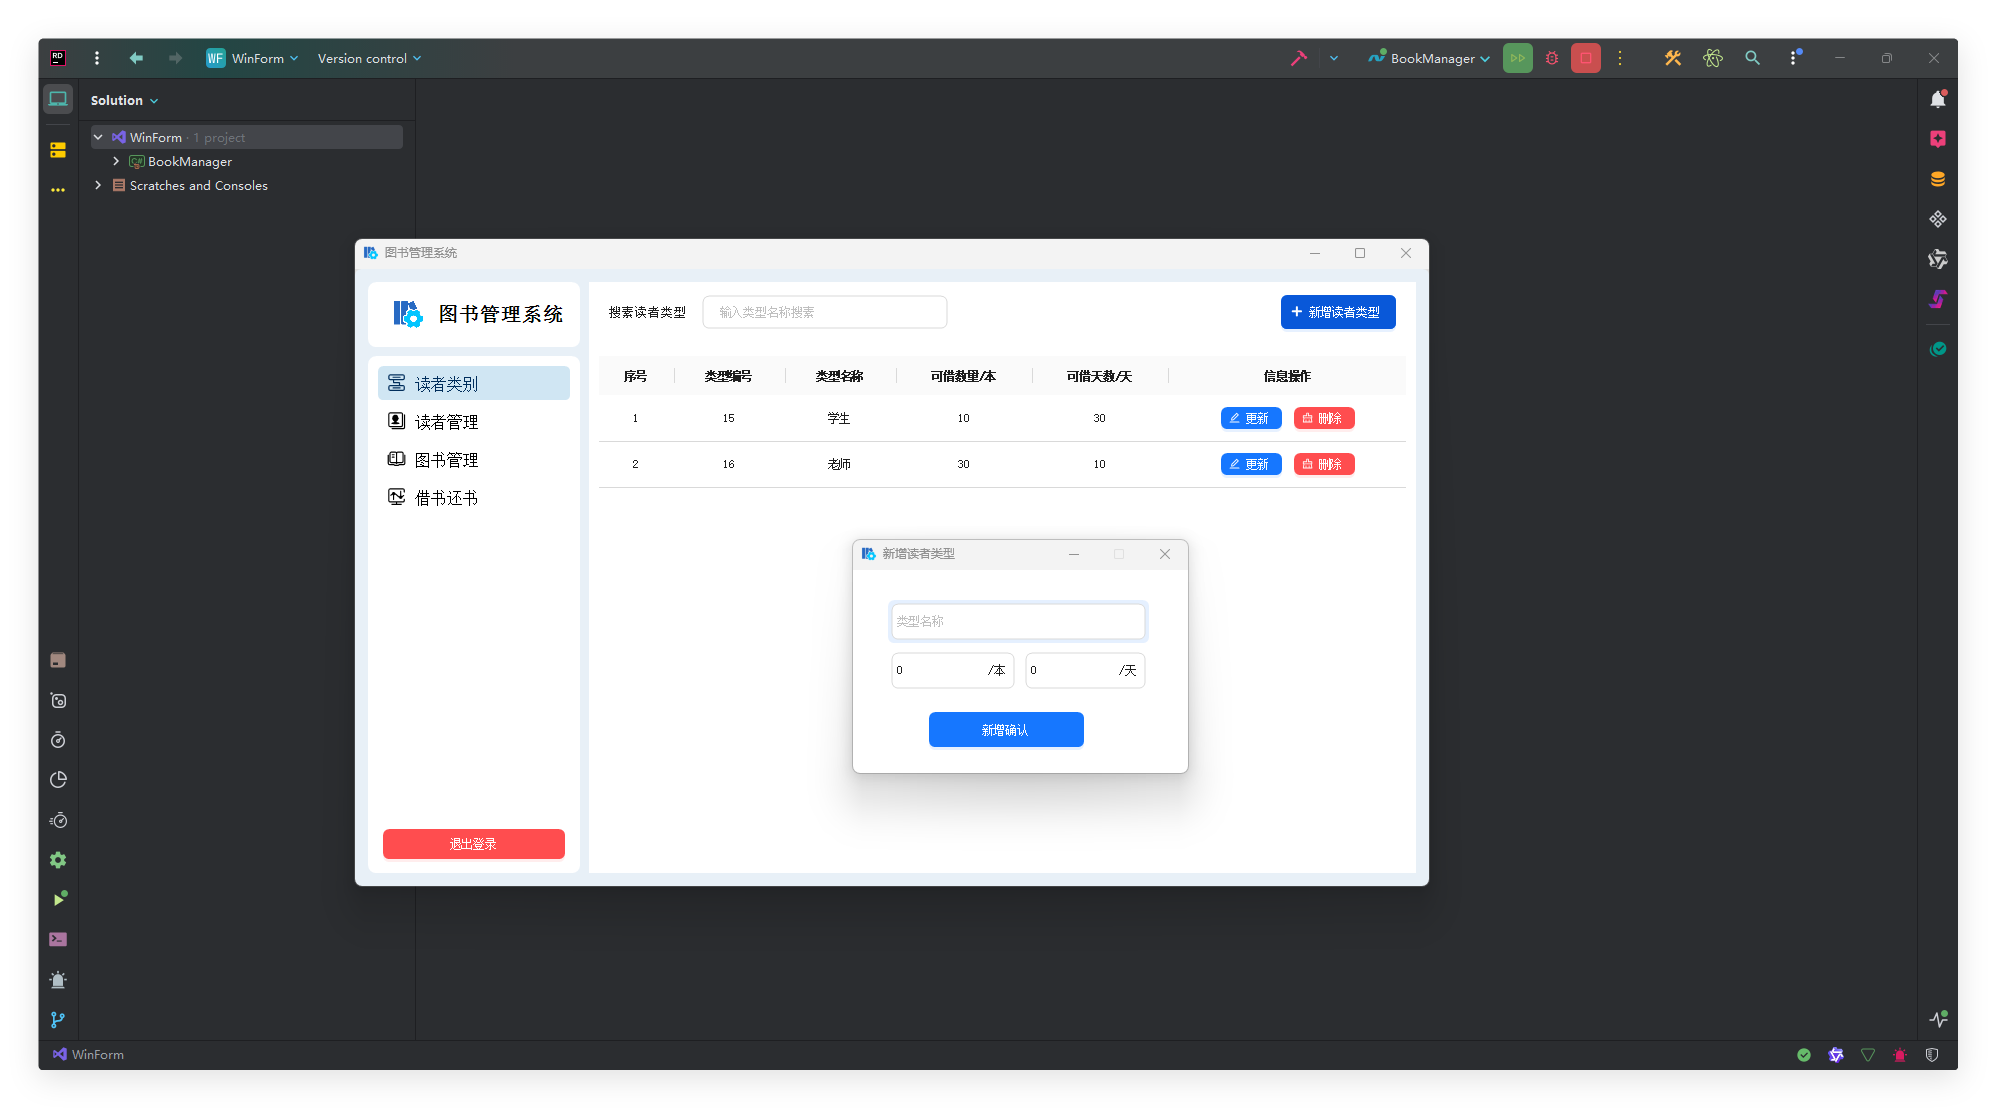 RD
WF WinForm Version control BookManager
Solution
WinForm · 1 project
C# BookManager
Scratches and Consoles
图书管理系统
图书管理系统
读者类别
读者管理
图书管理
借书还书
退出登录
搜索读者类型 输入类型名称搜索 + 新增读者类型
序号 类型编号 类型名称 可借数量/本 可借天数/天 信息操作
1 15 学生 10 30 更新 删除
2 16 老师 30 10 更新 删除
新增读者类型
类型名称
0 /本 0 /天
新增确认
WinForm